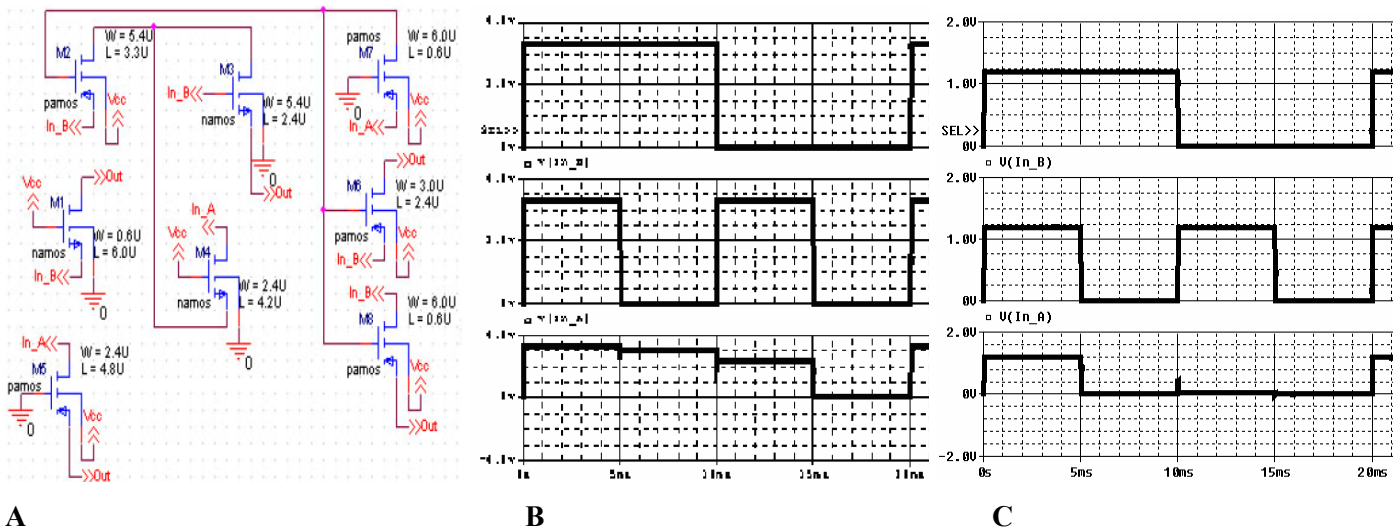 M2
W = 5.4U
L = 3.3U
pamos
In_B
Vcc
M3
In_B
W = 5.4U
L = 2.4U
namos
0
Out
pamos
W = 6.0U
L = 0.6U
M7
0
In_A
Vcc
Vcc
Out
M1
W = 0.6U
L = 6.0U
namos
In_B
0
In_A
Vcc
M4
W = 2.4U
L = 4.2U
namos
0
Out
M6
W = 3.0U
L = 2.4U
pamos
In_B
Vcc
In_B
W = 6.0U
L = 0.6U
M8
pamos
Vcc
Out
In_A
W = 2.4U
L = 4.8U
pamos
M5
0
Vcc
Out
2.0V
1.0V
SEL>>
0V
V(In_B)
2.0V
1.0V
0V
V(In_A)
2.0V
0V
-2.0V
0s
5ms
10ms
15ms
20ms
A
B
C